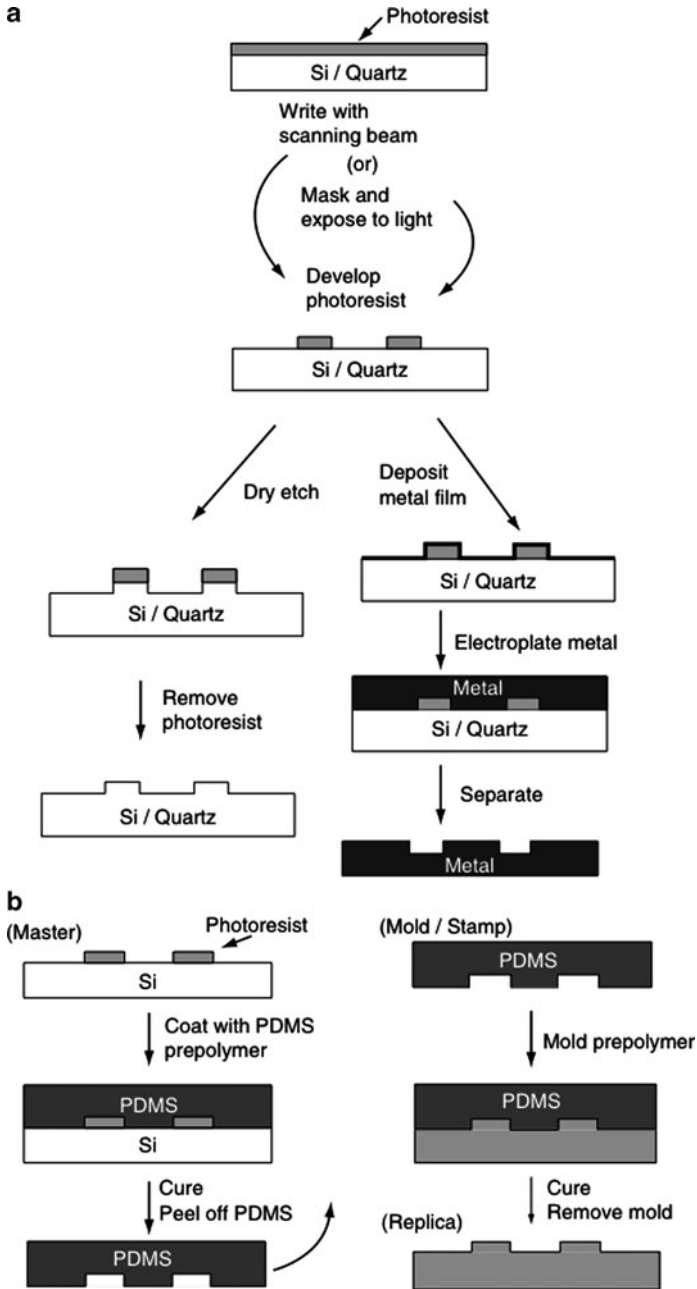 a
Photoresist
Si / Quartz
Write with
scanning beam
(or)
Mask and
expose to light
Develop
photoresist
Si / Quartz
Dry etch
Si / Quartz
Remove
photoresist
Si / Quartz
Deposit
metal film
Si / Quartz
Electroplate metal
Metal
Si / Quartz
Separate
Metal
b
(Master)
Photoresist
Si
Coat with PDMS
prepolymer
PDMS
Si
Cure
Peel off PDMS
PDMS
(Mold / Stamp)
PDMS
Mold prepolymer
PDMS
Cure
Remove mold
(Replica)